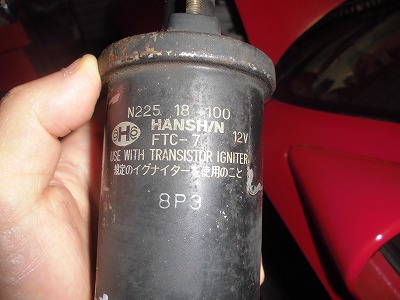 N225 18 100
HANSHIN
FTC-7 12V
USE WITH TRANSISTOR IGNITER
規定のイグナイターを使用のこと
8P3